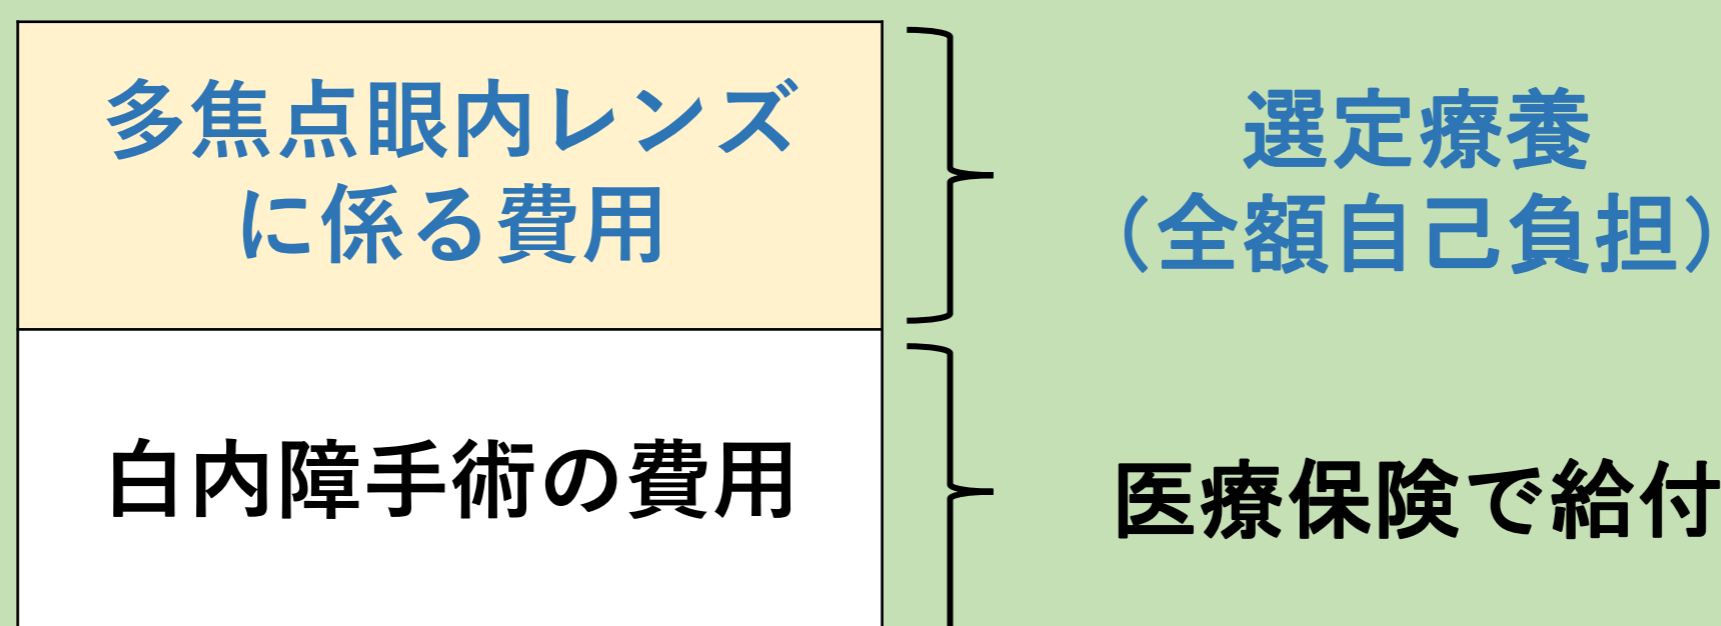 多焦点眼内レンズ
に係る費用
選定療養
（全額自己負担）
白内障手術の費用
医療保険で給付